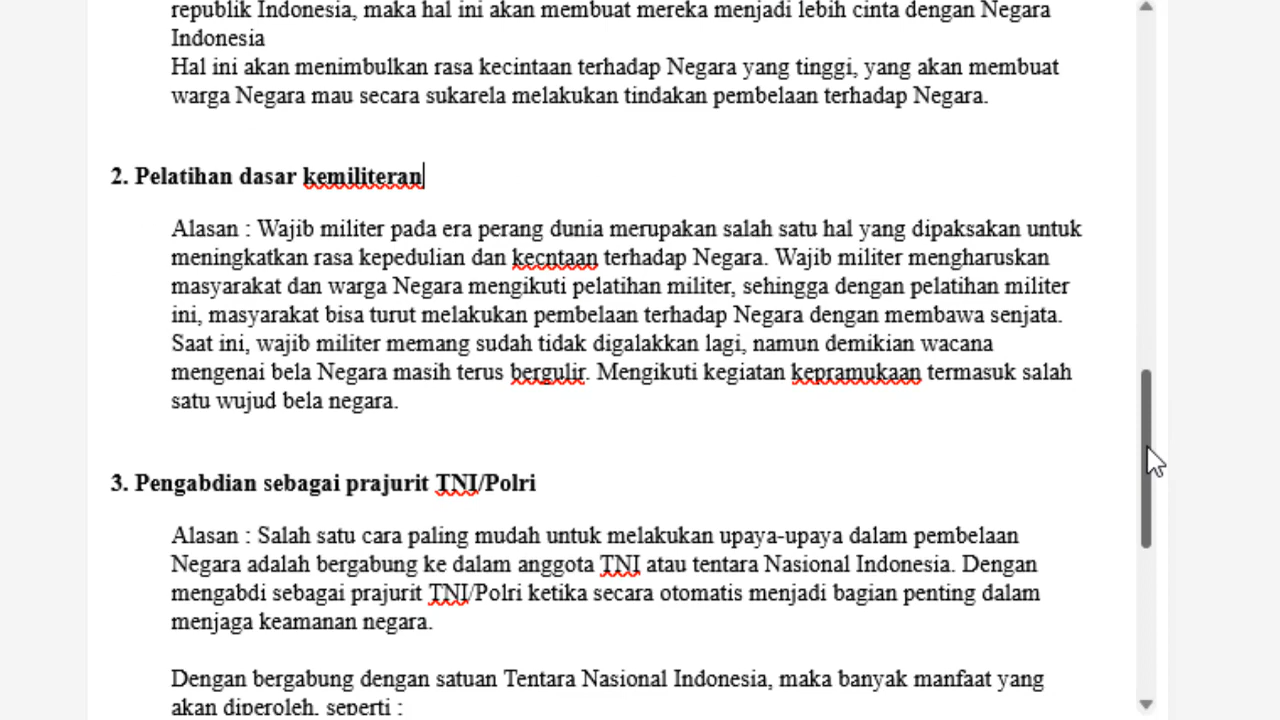 republik Indonesia, maka hal ini akan membuat mereka menjadi lebih cinta dengan Negara
Indonesia
Hal ini akan menimbulkan rasa kecintaan terhadap Negara yang tinggi, yang akan membuat
warga Negara mau secara sukarela melakukan tindakan pembelaan terhadap Negara.
2. Pelatihan dasar kemiliteran
Alasan : Wajib militer pada era perang dunia merupakan salah satu hal yang dipaksakan untuk
meningkatkan rasa kepedulian dan kecntaan terhadap Negara. Wajib militer mengharuskan
masyarakat dan warga Negara mengikuti pelatihan militer, sehingga dengan pelatihan militer
ini, masyarakat bisa turut melakukan pembelaan terhadap Negara dengan membawa senjata.
Saat ini, wajib militer memang sudah tidak digalakkan lagi, namun demikian wacana
mengenai bela Negara masih terus bergulir. Mengikuti kegiatan kepramukaan termasuk salah
satu wujud bela negara.
3. Pengabdian sebagai prajurit TNI/Polri
Alasan : Salah satu cara paling mudah untuk melakukan upaya-upaya dalam pembelaan
Negara adalah bergabung ke dalam anggota TNI atau tentara Nasional Indonesia. Dengan
mengabdi sebagai prajurit TNI/Polri ketika secara otomatis menjadi bagian penting dalam
menjaga keamanan negara.
Dengan bergabung dengan satuan Tentara Nasional Indonesia, maka banyak manfaat yang
akan diperoleh, seperti :